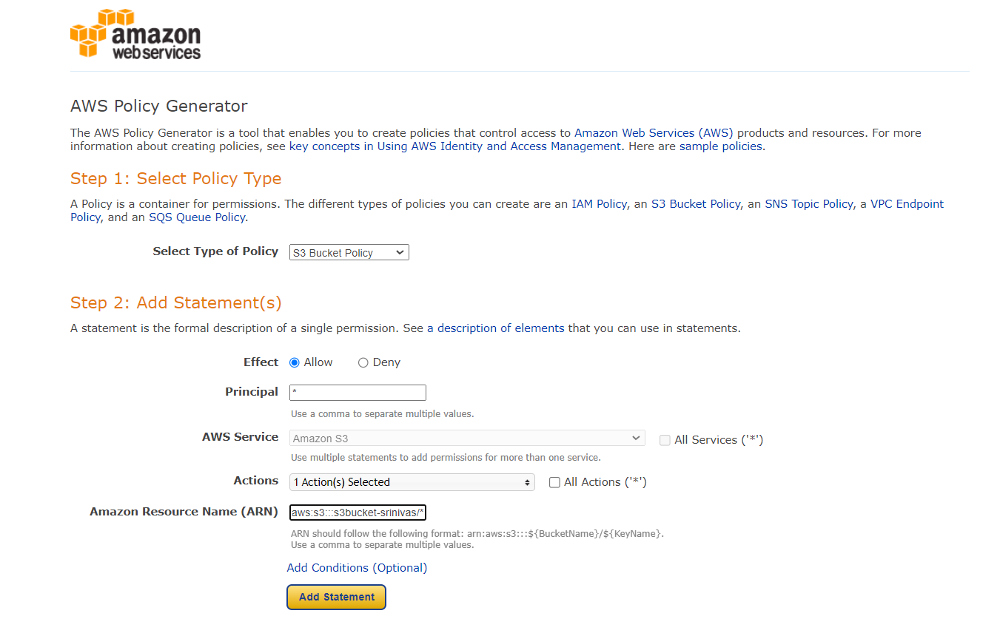 amazon
web services
AWS Policy Generator
The AWS Policy Generator is a tool that enables you to create policies that control access to Amazon Web Services (AWS) products and resources. For more
information about creating policies, see key concepts in Using AWS Identity and Access Management. Here are sample policies.
Step 1: Select Policy Type
A Policy is a container for permissions. The different types of policies you can create are an IAM Policy, an S3 Bucket Policy, an SNS Topic Policy, a VPC Endpoint
Policy, and an SQS Queue Policy.
Select Type of Policy S3 Bucket Policy
Step 2: Add Statement(s)
A statement is the formal description of a single permission. See a description of elements that you can use in statements.
Effect Allow Deny
Principal *
Use a comma to separate multiple values.
AWS Service Amazon S3 All Services ('*')
Use multiple statements to add permissions for more than one service.
Actions 1 Action(s) Selected All Actions ('*')
Amazon Resource Name (ARN) aws:s3:::s3bucket-srinivas/*
ARN should follow the following format: arn:aws:s3:::${BucketName}/${KeyName}.
Use a comma to separate multiple values.
Add Conditions (Optional)
Add Statement